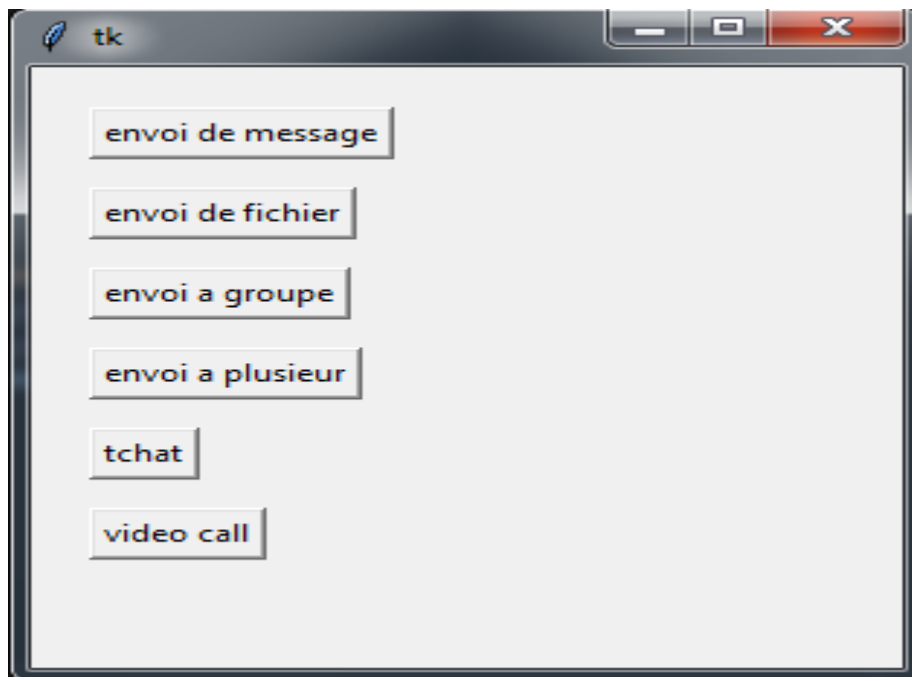 tk
envoi de message
envoi de fichier
envoi a groupe
envoi a plusieur
tchat
video call